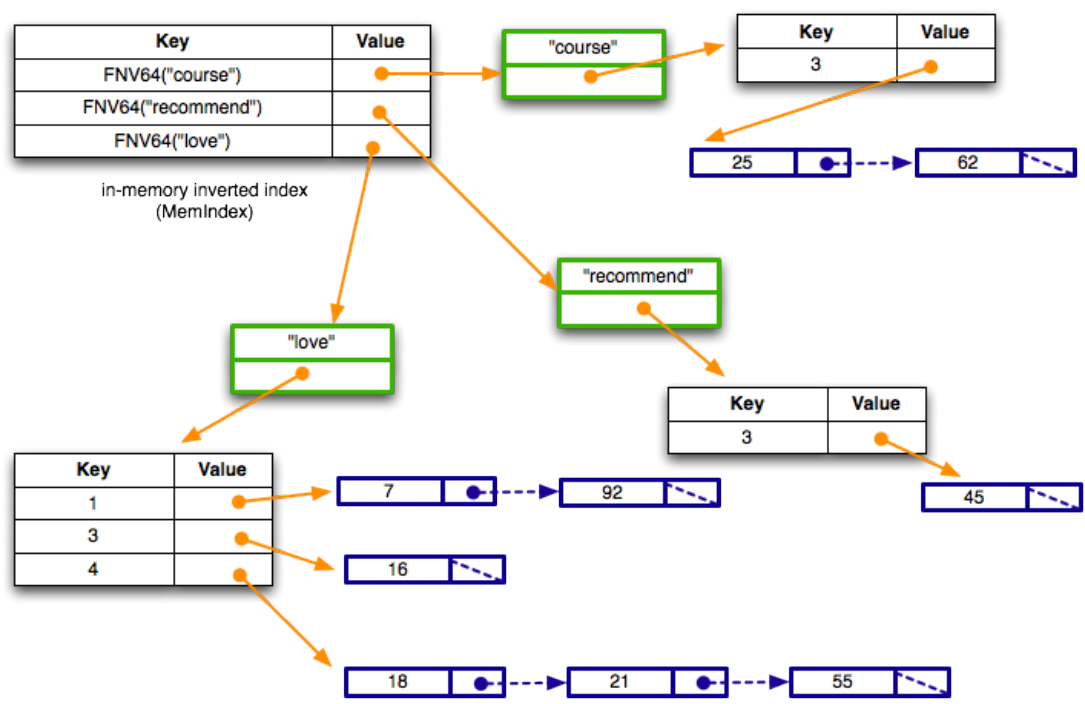 Key Value
FNV64("course")
FNV64("recommend")
FNV64("love")
in-memory inverted index
(MemIndex)
"course"
Key Value
3
25 62
"recommend"
Key Value
3
45
"love"
Key Value
1
3
4
7 92
16
18 21 55